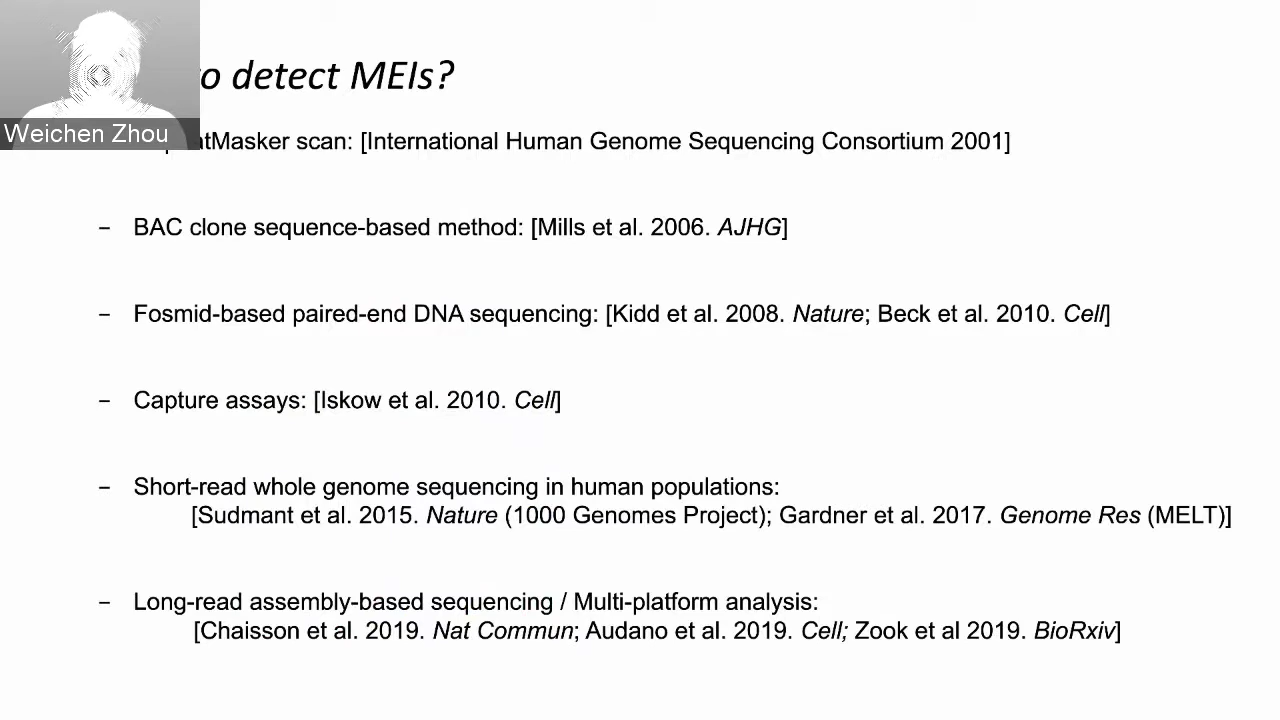 to detect MEIs?
Weichen Zhou
Masker scan: [International Human Genome Sequencing Consortium 2001]
– BAC clone sequence-based method: [Mills et al. 2006. AJHG]
– Fosmid-based paired-end DNA sequencing: [Kidd et al. 2008. Nature; Beck et al. 2010. Cell]
– Capture assays: [Iskow et al. 2010. Cell]
– Short-read whole genome sequencing in human populations:
[Sudmant et al. 2015. Nature (1000 Genomes Project); Gardner et al. 2017. Genome Res (MELT)]
– Long-read assembly-based sequencing / Multi-platform analysis:
[Chaisson et al. 2019. Nat Commun; Audano et al. 2019. Cell; Zook et al 2019. BioRxiv]